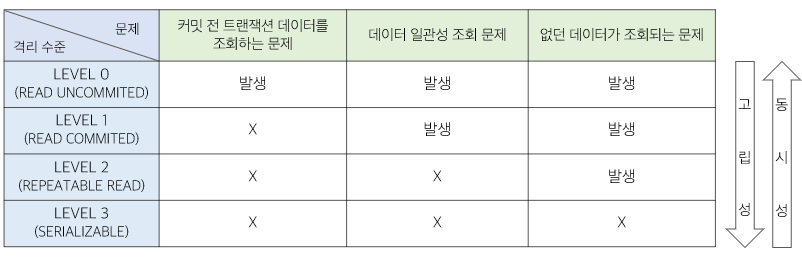 문제
격리 수준
커밋 전 트랜잭션 데이터를
조회하는 문제
데이터 일관성 조회 문제
없던 데이터가 조회되는 문제
LEVEL 0
(READ UNCOMMITED)
발생
발생
발생
LEVEL 1
(READ COMMITED)
X
발생
발생
LEVEL 2
(REPEATABLE READ)
X
X
발생
LEVEL 3
(SERIALIZABLE)
X
X
X
고립성
동시성